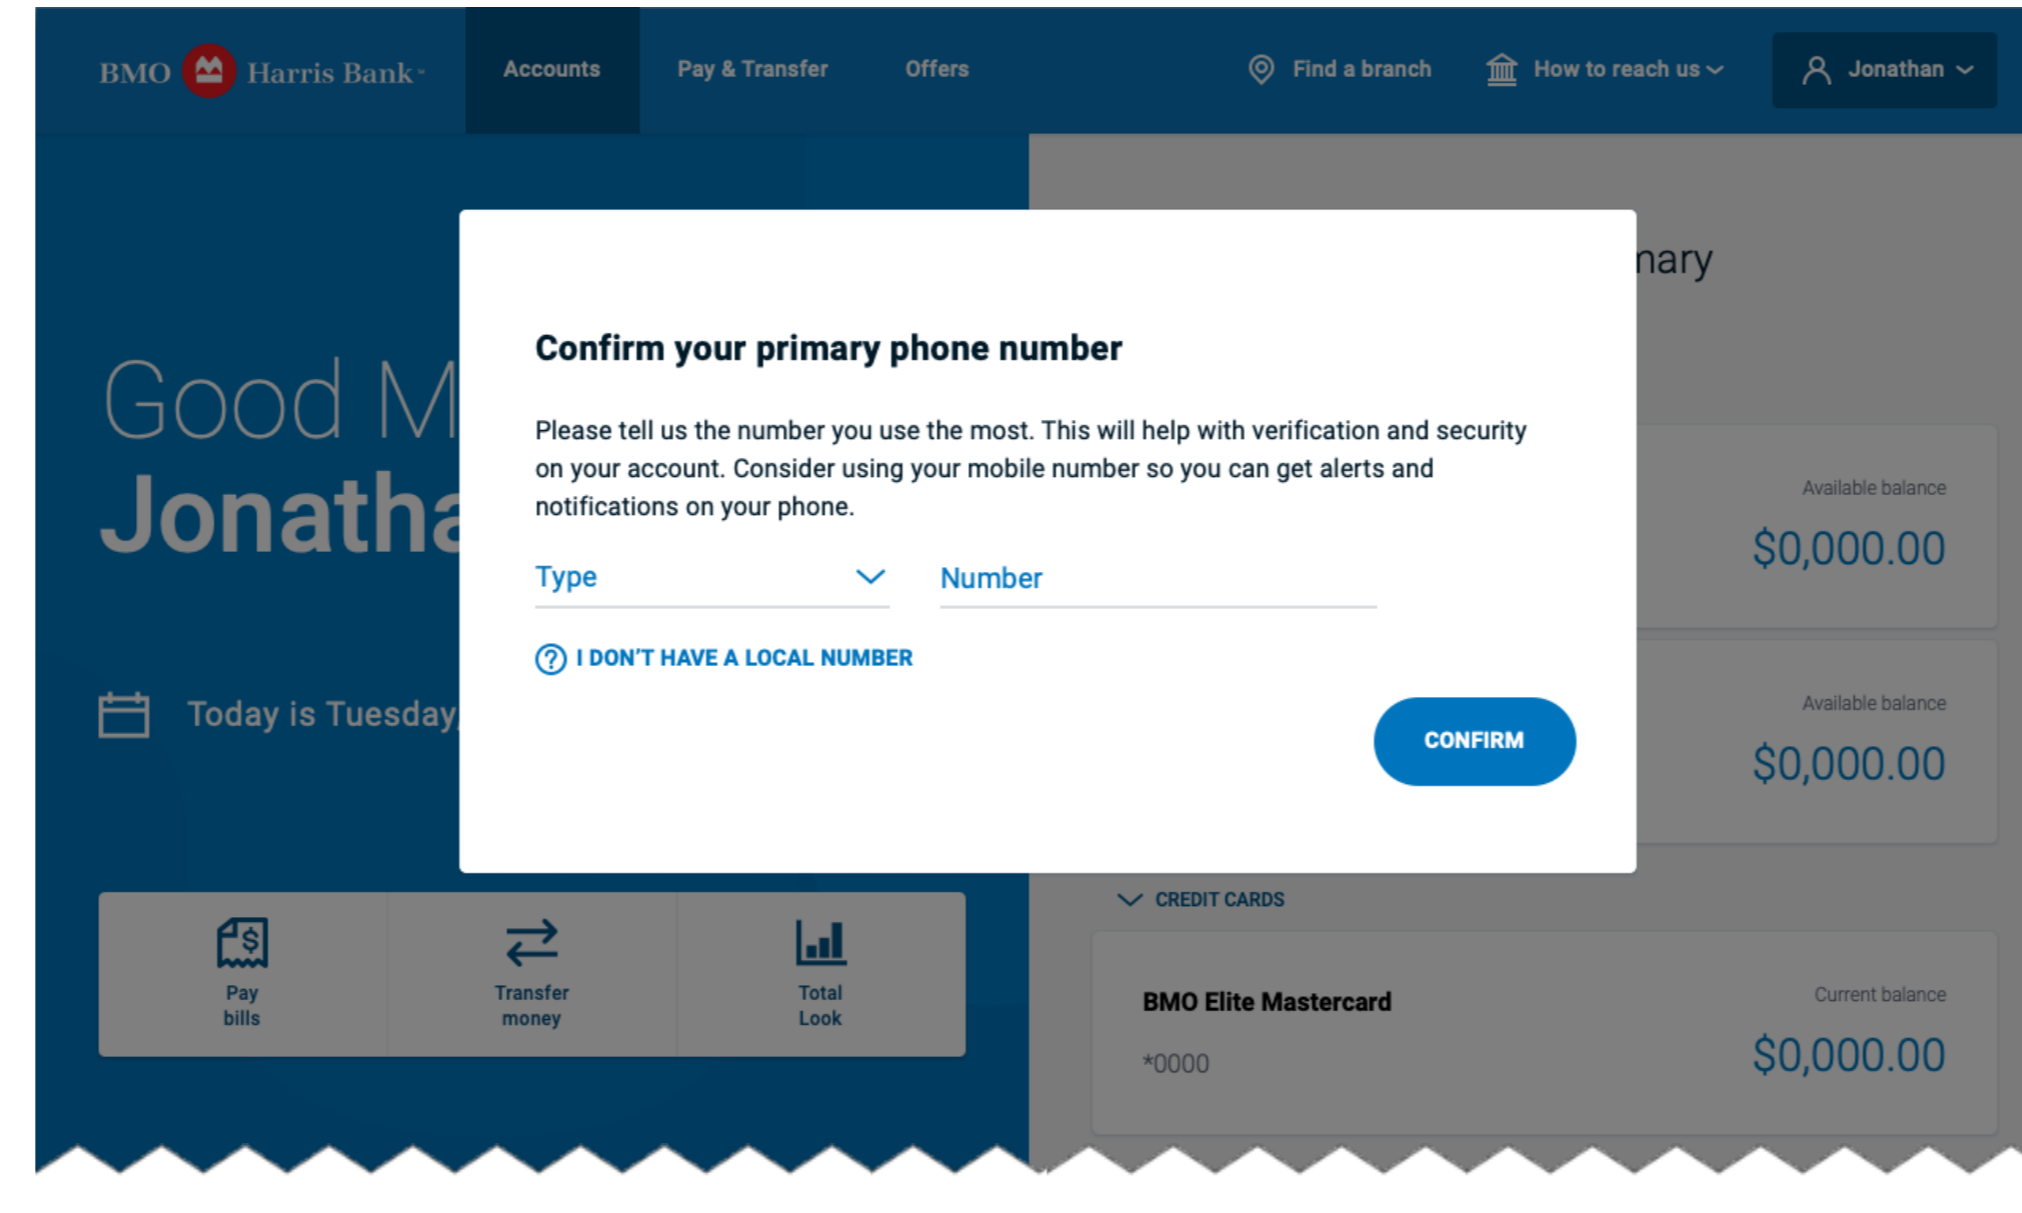 BMO Harris Bank™
Accounts
Pay & Transfer
Offers
Find a branch
How to reach us
Jonathan
mary
Good M
Jonatha
Today is Tuesday,
Confirm your primary phone number
Please tell us the number you use the most. This will help with verification and security
on your account. Consider using your mobile number so you can get alerts and
notifications on your phone.
Type
Number
I DON'T HAVE A LOCAL NUMBER
CONFIRM
Available balance
$0,000.00
Available balance
$0,000.00
Pay
bills
Transfer
money
Total
Look
CREDIT CARDS
BMO Elite Mastercard
*0000
Current balance
$0,000.00